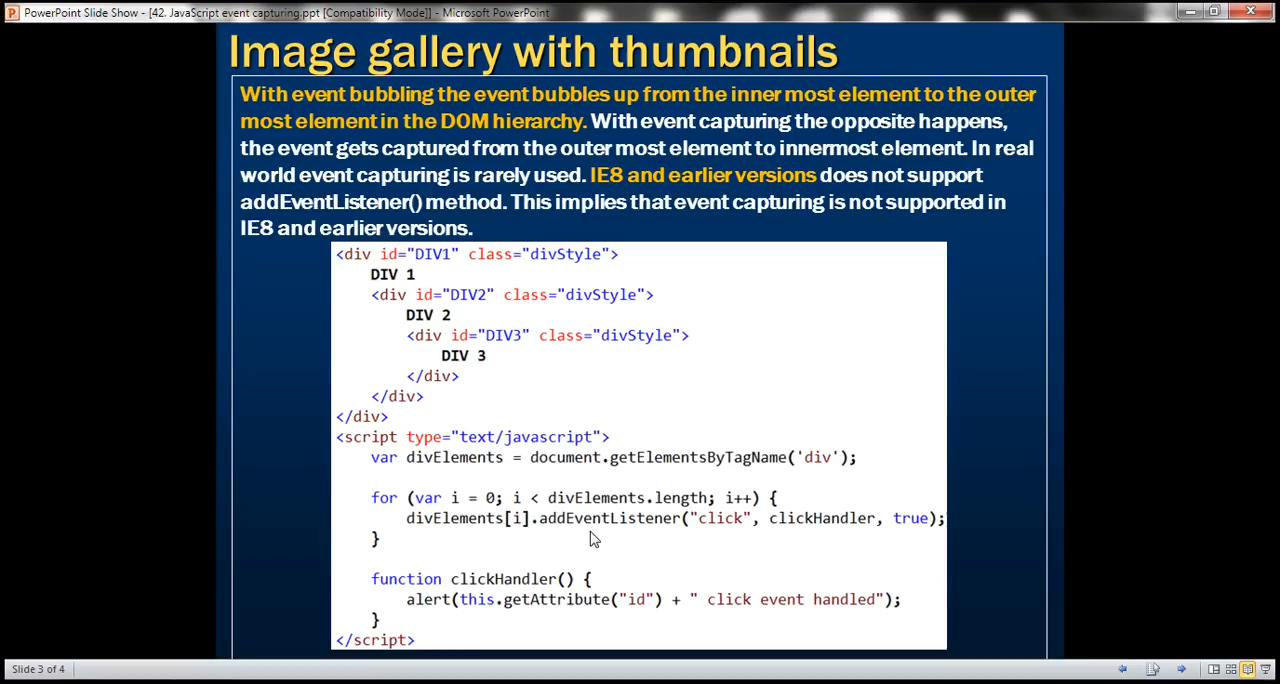 PowerPoint Slide Show - [42. JavaScript event capturing.ppt [Compatibility Mode]] - Microsoft PowerPoint
Image gallery with thumbnails
With event bubbling the event bubbles up from the inner most element to the outer
most element in the DOM hierarchy. With event capturing the opposite happens,
the event gets captured from the outer most element to innermost element. In real
world event capturing is rarely used. IE8 and earlier versions does not support
addEventListener() method. This implies that event capturing is not supported in
IE8 and earlier versions.
<div id="DIV1" class="divStyle">
DIV 1
<div id="DIV2" class="divStyle">
DIV 2
<div id="DIV3" class="divStyle">
DIV 3
</div>
</div>
</div>
<script type="text/javascript">
var divElements = document.getElementsByTagName('div');
for (var i = 0; i < divElements.length; i++) {
divElements[i].addEventListener("click", clickHandler, true);
}
function clickHandler() {
alert(this.getAttribute("id") + " click event handled");
}
</script>
Slide 3 of 4